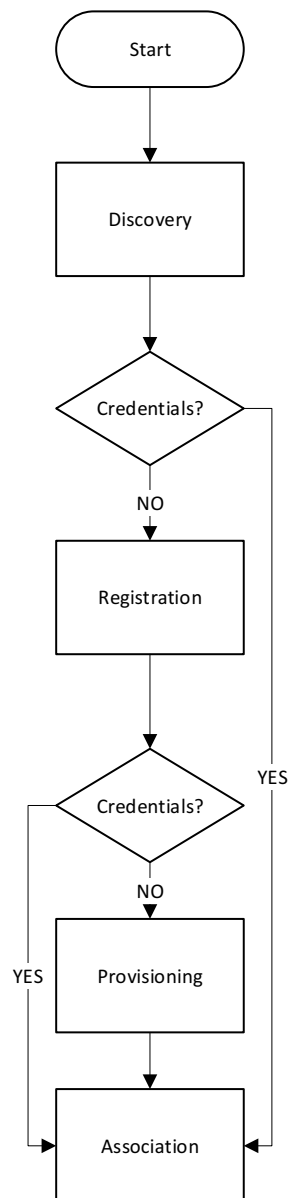 Start
Discovery
Credentials?
NO
Registration
YES
Credentials?
NO
YES
Provisioning
Association